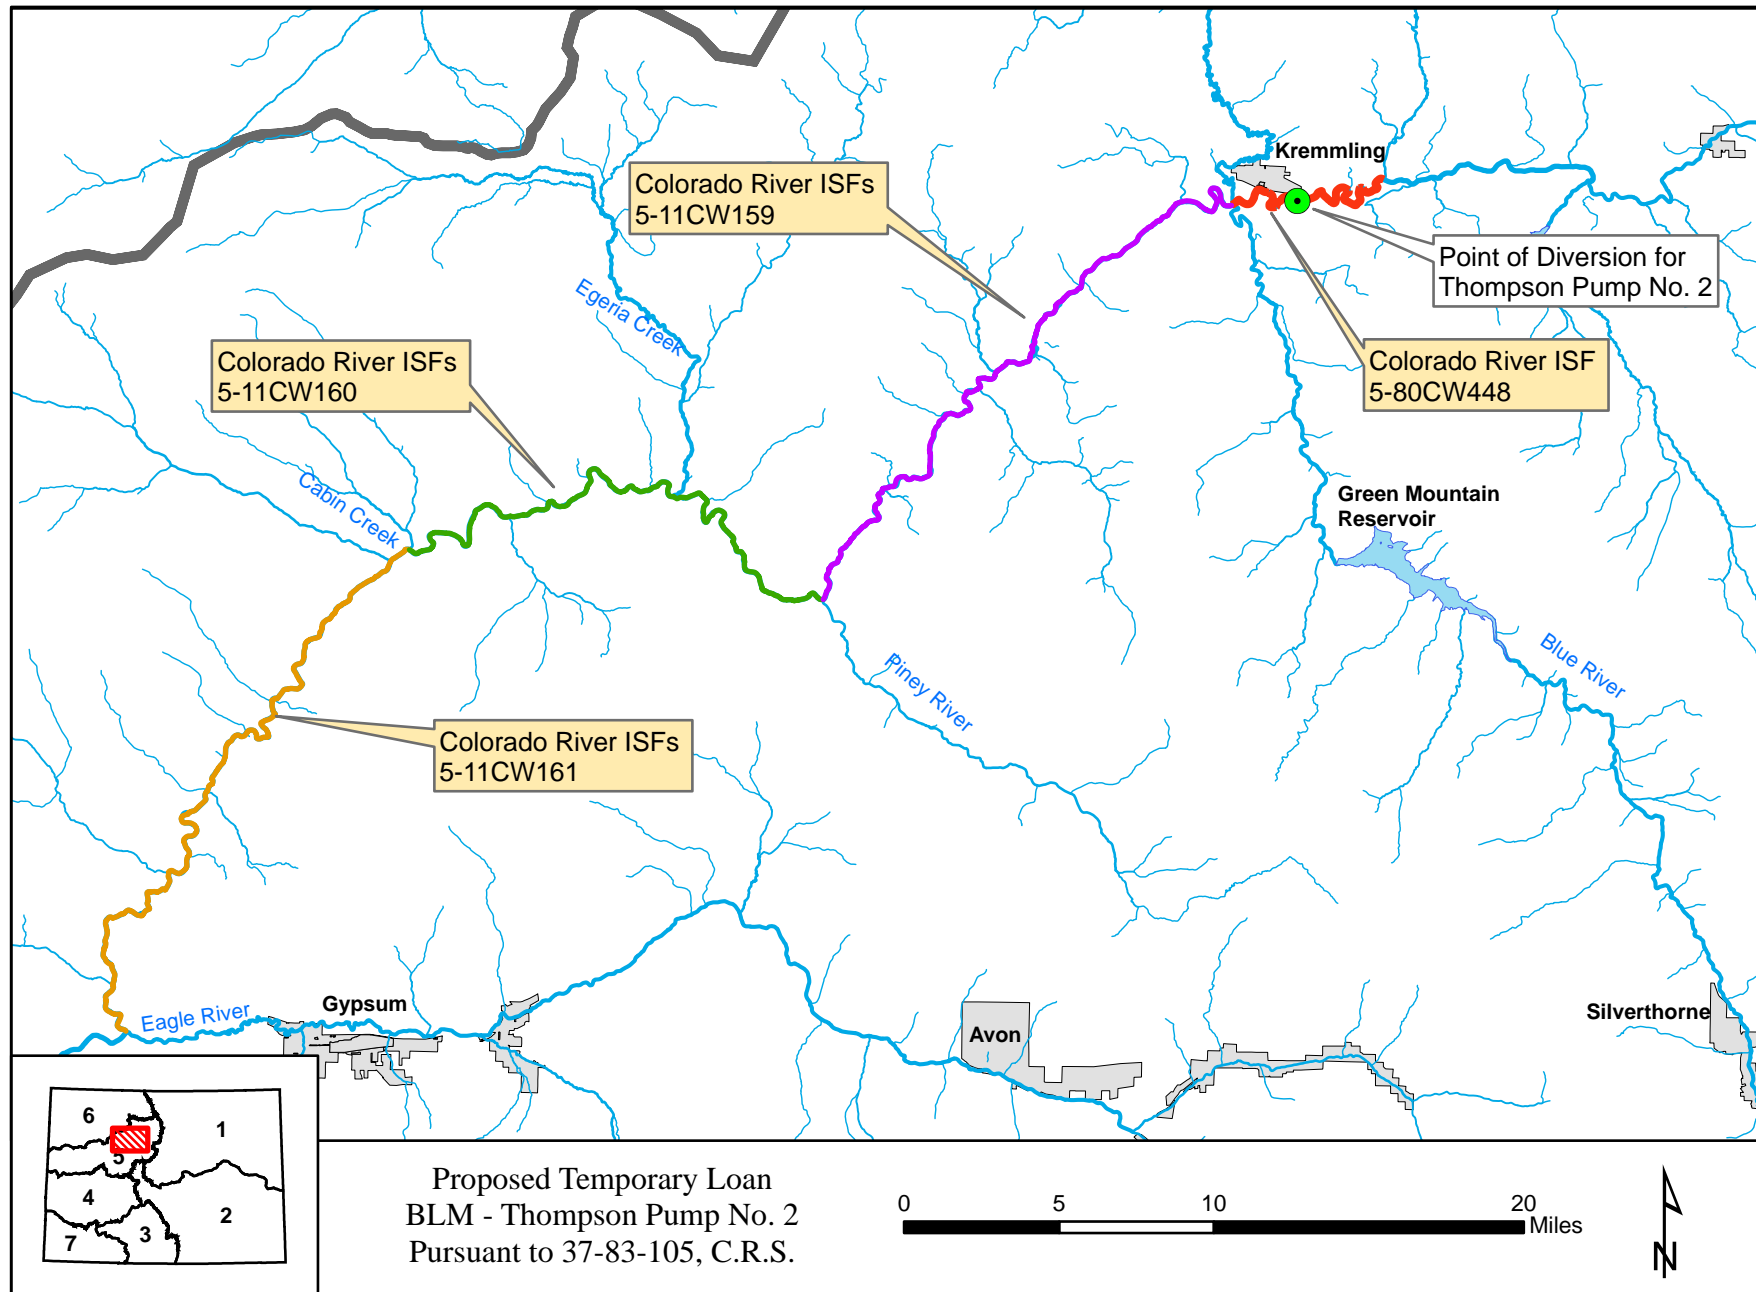 Kremmling
Colorado River ISFs
5-11CW159
Point of Diversion for
Thompson Pump No. 2
Egeria Creek
Colorado River ISFs
5-11CW160
Colorado River ISF
5-80CW448
Cabin Creek
Green Mountain
Reservoir
Blue River
Piney River
Colorado River ISFs
5-11CW161
Gypsum
Eagle River
Avon
Silverthorne
6
1
5
4
2
3
7
Proposed Temporary Loan
BLM - Thompson Pump No. 2
Pursuant to 37-83-105, C.R.S.
0 5 10 20
Miles
N